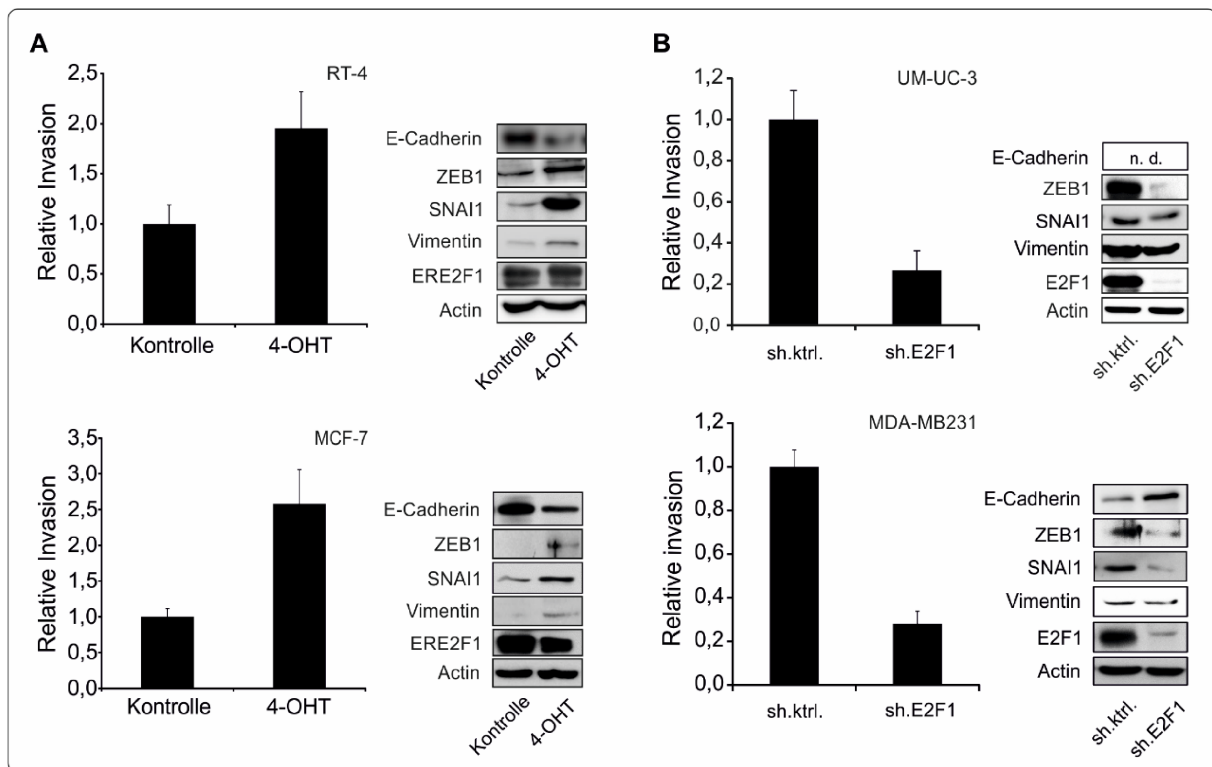 A
RT-4
Relative Invasion
2,5
2,0
1,5
1,0
0,5
0,0
Kontrolle
4-OHT
E-Cadherin
ZEB1
SNAI1
Vimentin
ERE2F1
Actin
Kontrolle
4-OHT
MCF-7
Relative Invasion
3,5
3,0
2,5
2,0
1,5
1,0
0,5
0,0
Kontrolle
4-OHT
E-Cadherin
ZEB1
SNAI1
Vimentin
ERE2F1
Actin
Kontrolle
4-OHT
B
UM-UC-3
Relative Invasion
1,2
1,0
0,8
0,6
0,4
0,2
0,0
sh.ktrl.
sh.E2F1
E-Cadherin
n. d.
ZEB1
SNAI1
Vimentin
E2F1
Actin
sh.ktrl.
sh.E2F1
MDA-MB231
Relative invasion
1,2
1,0
0,8
0,6
0,4
0,2
0,0
sh.ktrl.
sh.E2F1
E-Cadherin
ZEB1
SNAI1
Vimentin
E2F1
Actin
sh.ktrl.
sh.E2F1